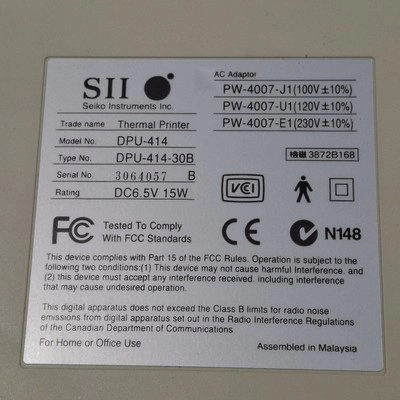 SII
Seiko Instruments Inc.
Trade name Thermal Printer
Model No. DPU-414
Type No. DPU-414-30B
Serial No. 3064057 B
Rating DC6.5V 15W
AC Adaptor
PW-4007-J1(100V±10%)
PW-4007-U1(120V±10%)
PW-4007-E1(230V±10%)
檢磁 3872B168
VCI
FC Tested To Comply
With FCC Standards
CE
N148
This device complies with Part 15 of the FCC Rules. Operation is subject to the
following two conditions:(1) This device may not cause harmful Interference. and
(2) this device must accept any interference received. including interference
that may cause undesired operation.
This digital apparatus does not exceed the Class B limits for radio noise
emissions from digital apparatus set out in the Radio Interference Regulations
of the Canadian Department of Communications.
For Home or Office Use
Assembled in Malaysia